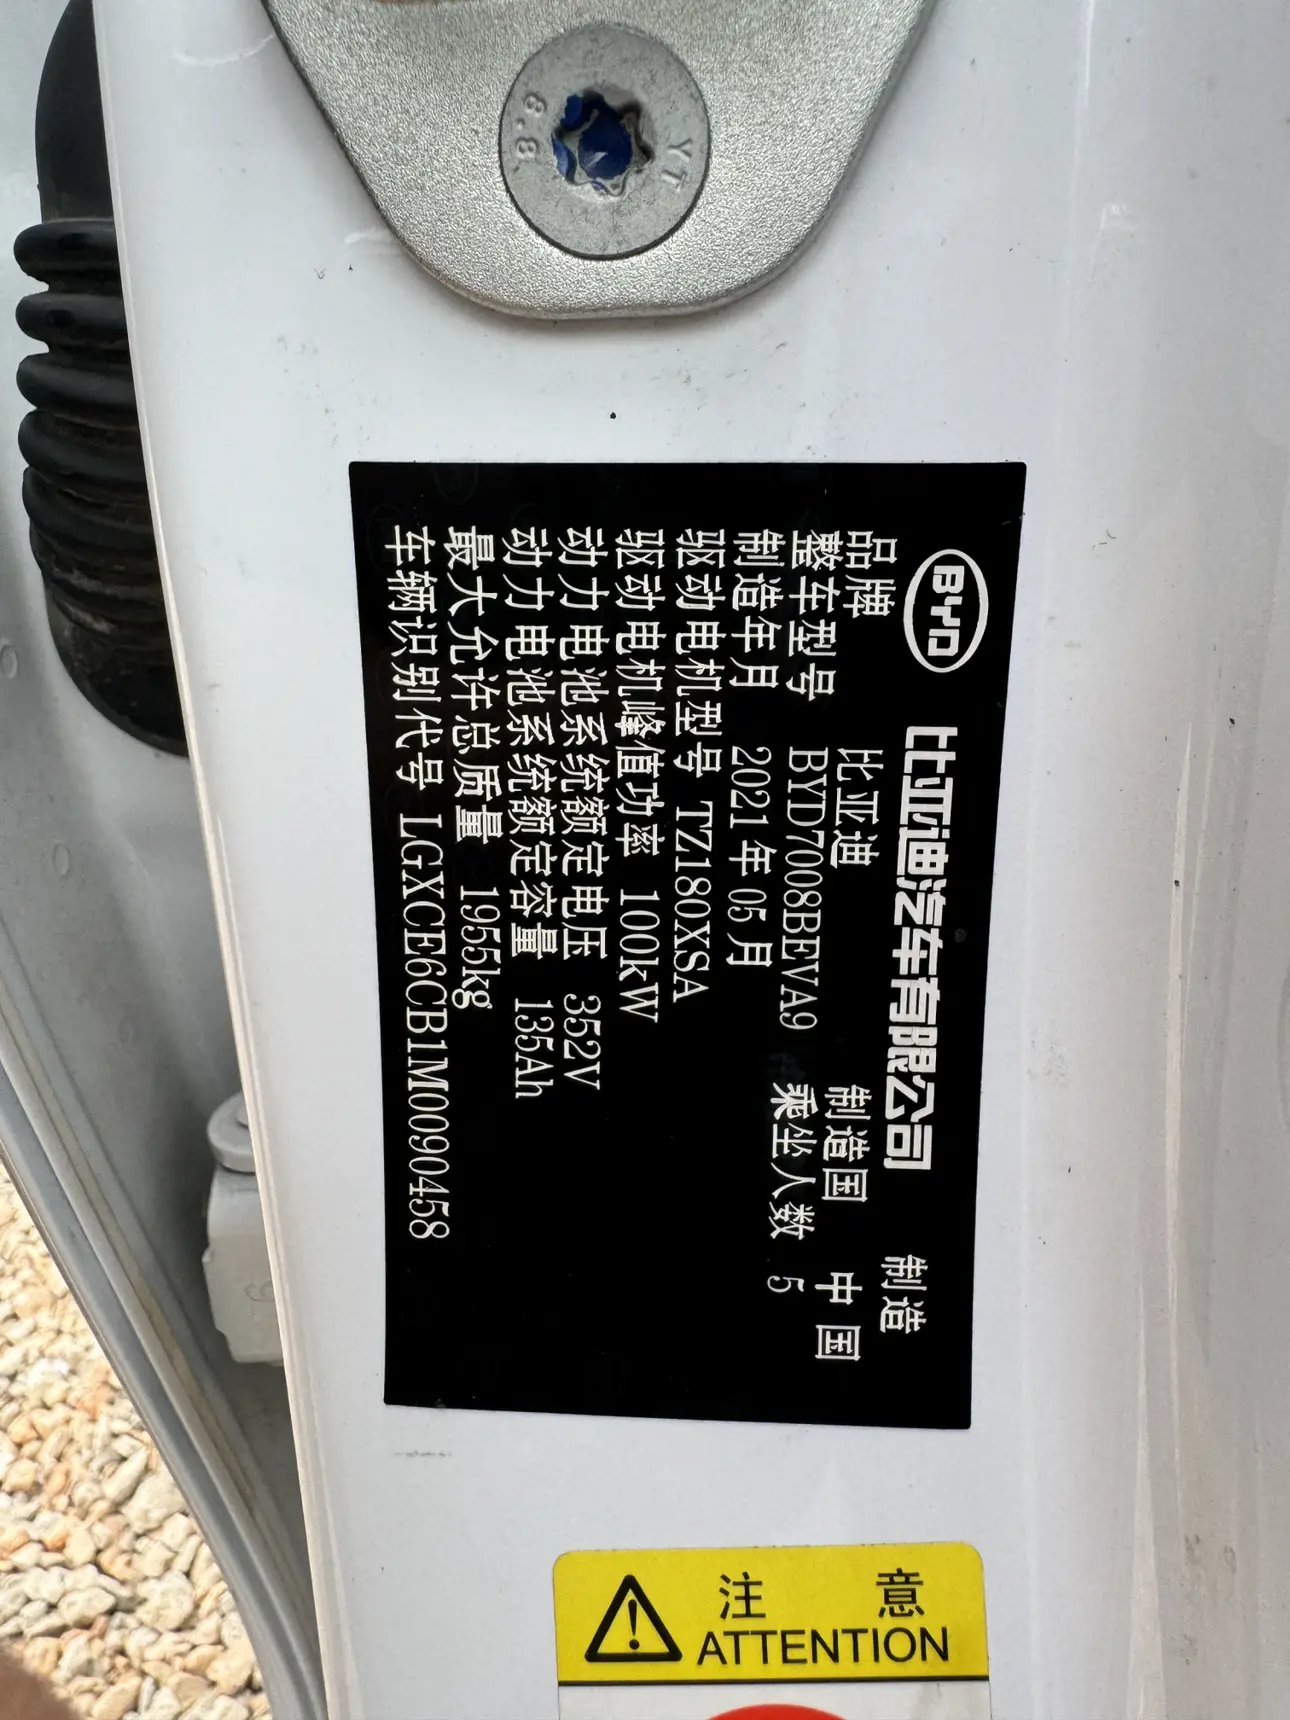 8.8
YT
BYD 比亚迪汽车有限公司 制造
品牌 比亚迪 制造国 中国
整车型号 BYD7008BEVA9 乘坐人数 5
制造年月 2021年05月
驱动电机型号 TZ180XSA
驱动电机峰值功率 100kW
动力电池系统额定电压 352V
动力电池系统额定容量 135Ah
最大允许总质量 1955kg
车辆识别代号 LGXCE6CB1M0090458
注意
ATTENTION